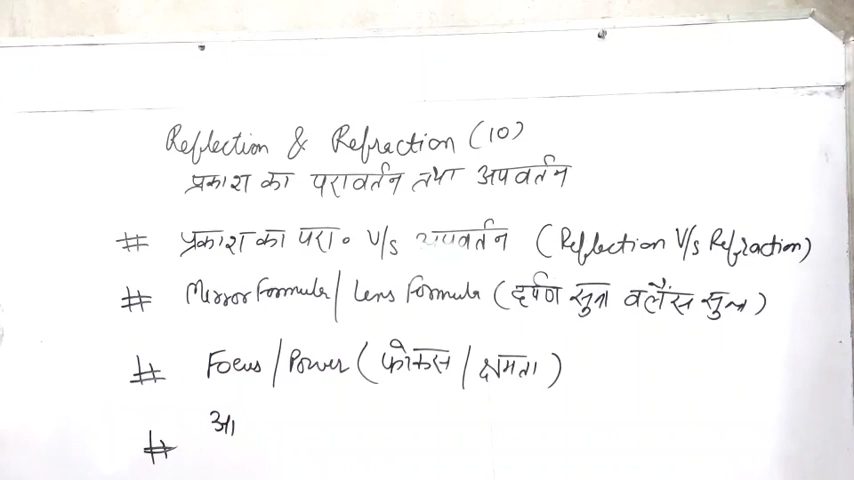 Reflection & Refraction (10)
प्रकाश का परावर्तन तथा अपवर्तन
# प्रकाश का परा० V/s अपवर्तन (Reflection V/s Refraction)
# Mirror Formula / Lens Formula (दर्पण सुत्र व लैंस सुत्र)
# Focus / Power (फोकस / क्षमता)
# आ